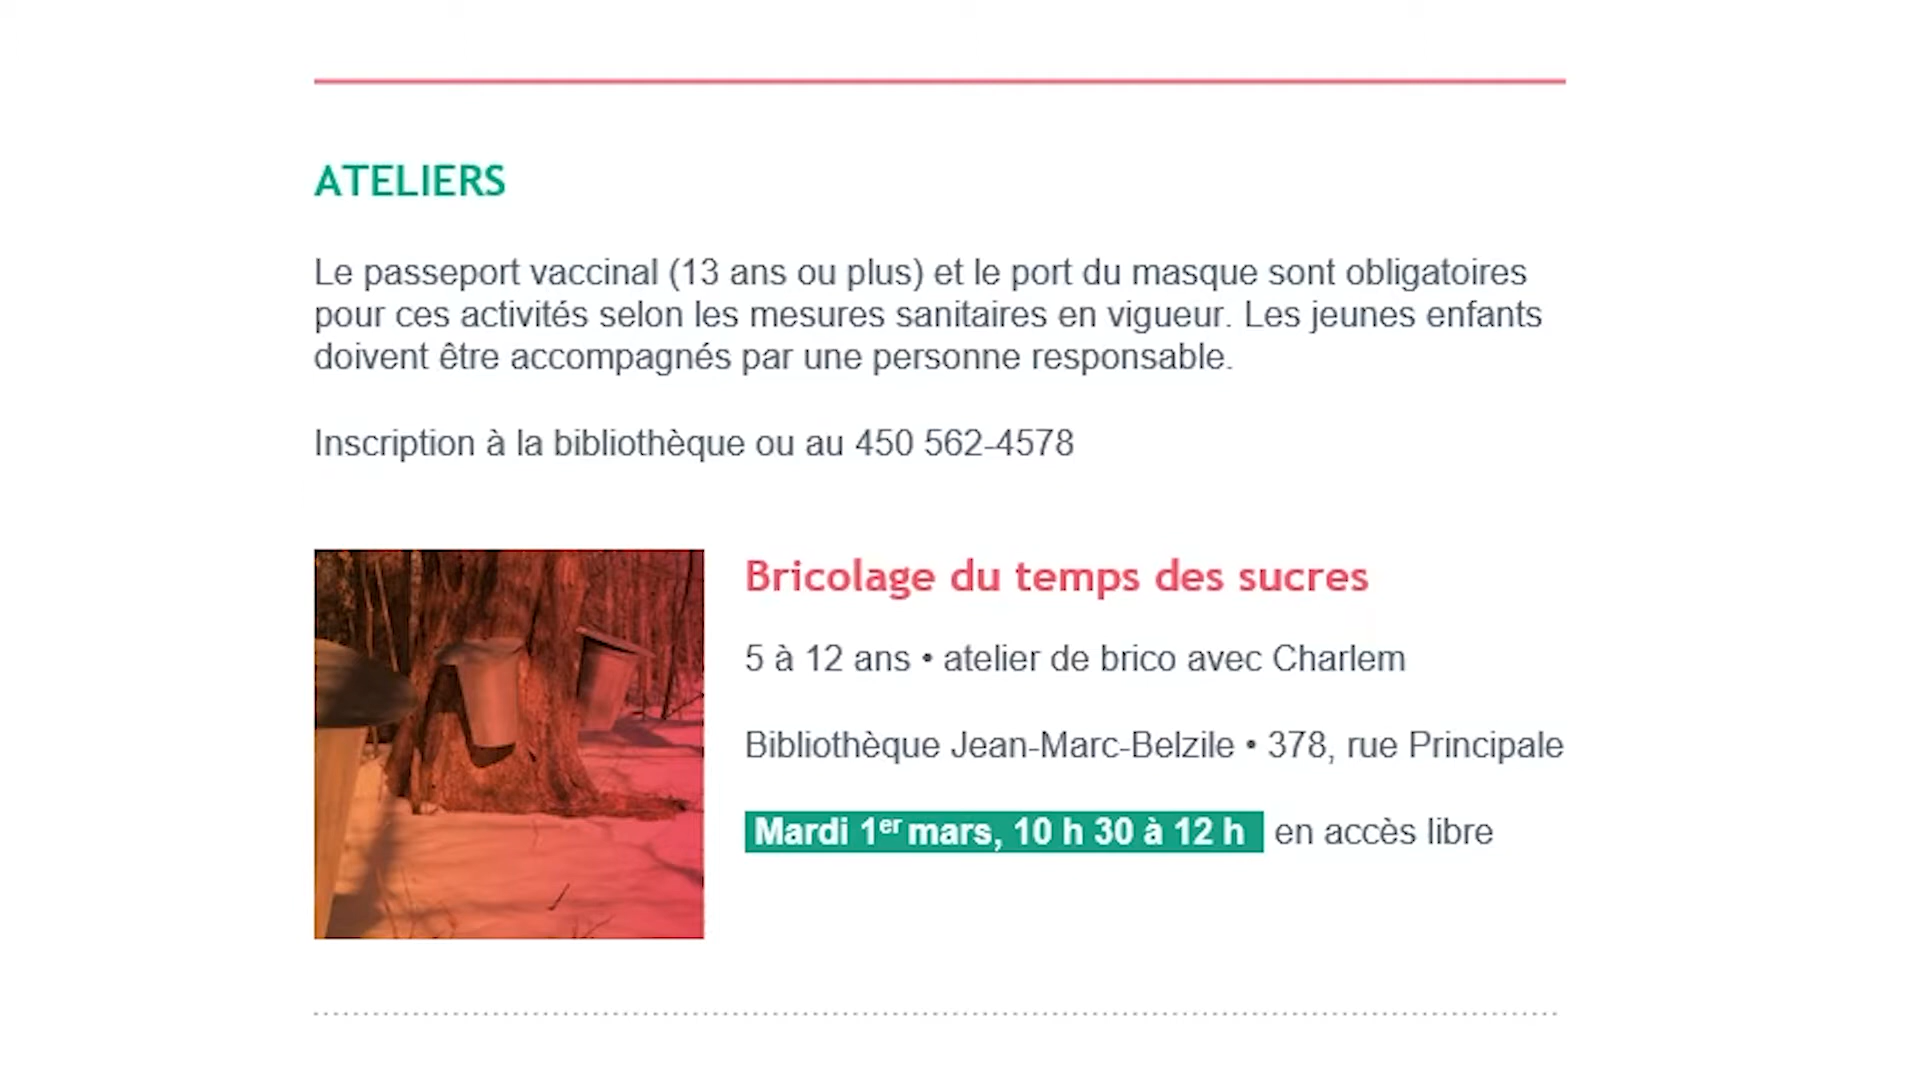 ATELIERS
Le passeport vaccinal (13 ans ou plus) et le port du masque sont obligatoires
pour ces activités selon les mesures sanitaires en vigueur. Les jeunes enfants
doivent être accompagnés par une personne responsable.
Inscription à la bibliothèque ou au 450 562-4578
Bricolage du temps des sucres
5 à 12 ans • atelier de brico avec Charlem
Bibliothèque Jean-Marc-Belzile • 378, rue Principale
Mardi 1er mars, 10 h 30 à 12 h en accès libre